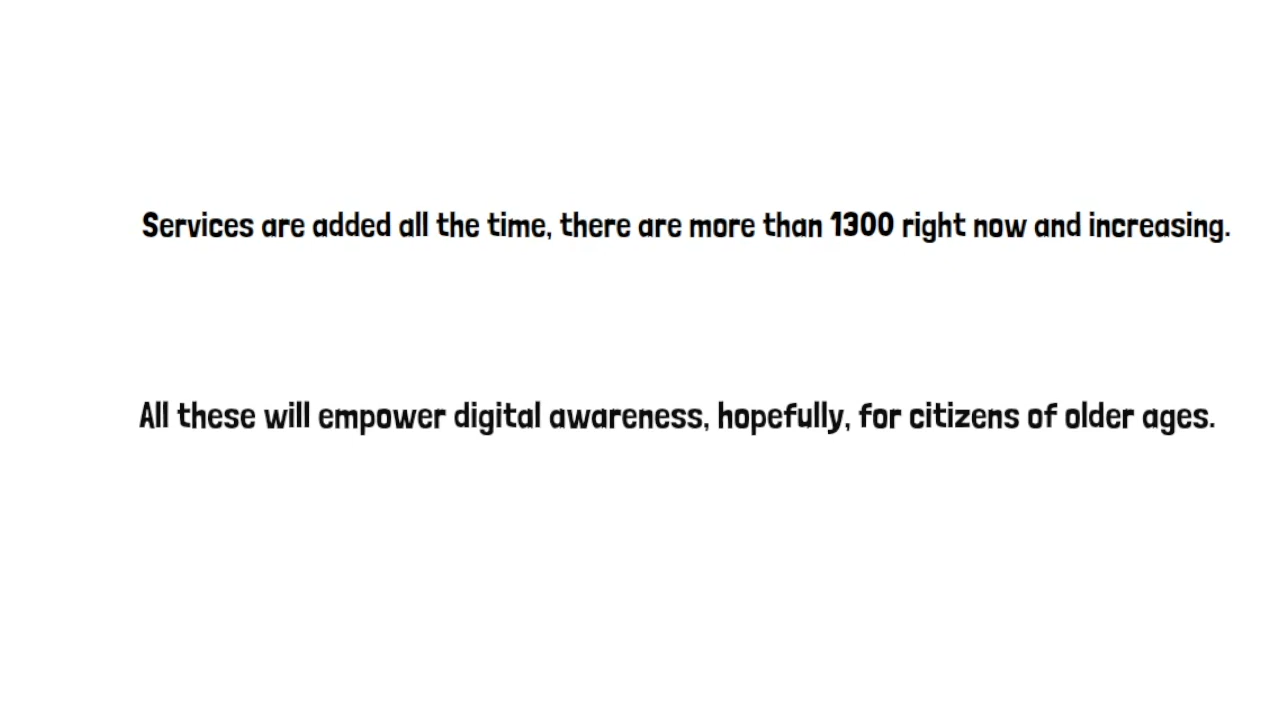 Services are added all the time, there are more than 1300 right now and increasing.
All these will empower digital awareness, hopefully, for citizens of older ages.